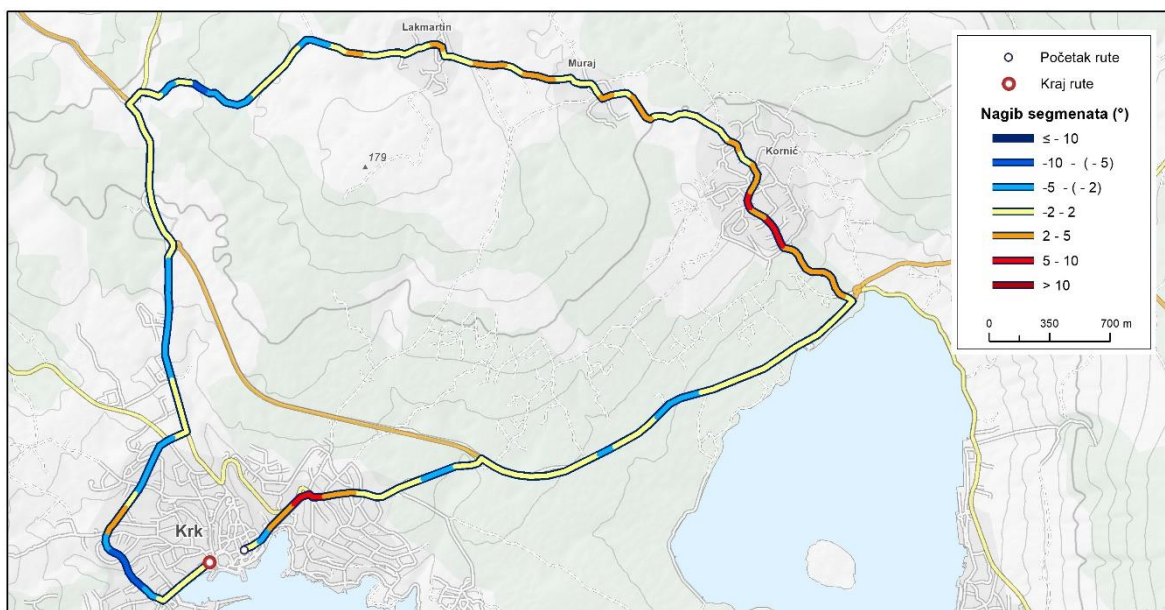 Lakmartin
Muraj
Kornić
179
Krk
Početak rute
Kraj rute
Nagib segmenata (°)
≤ - 10
-10 - ( - 5)
-5 - ( - 2)
-2 - 2
2 - 5
5 - 10
> 10
0 350 700 m